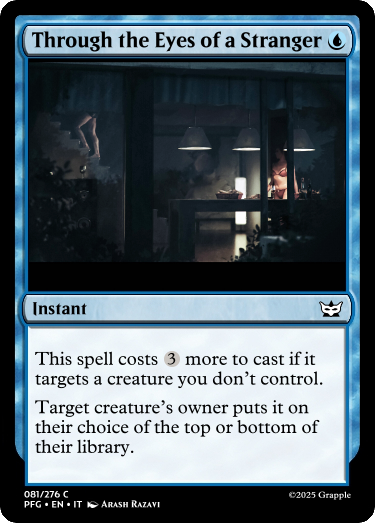 Through the Eyes of a Stranger
Instant
This spell costs 3 more to cast if it
targets a creature you don't control.
Target creature's owner puts it on
their choice of the top or bottom of
their library.
081/276 C
PFG • EN • IT Arash Razavi
©2025 Grapple